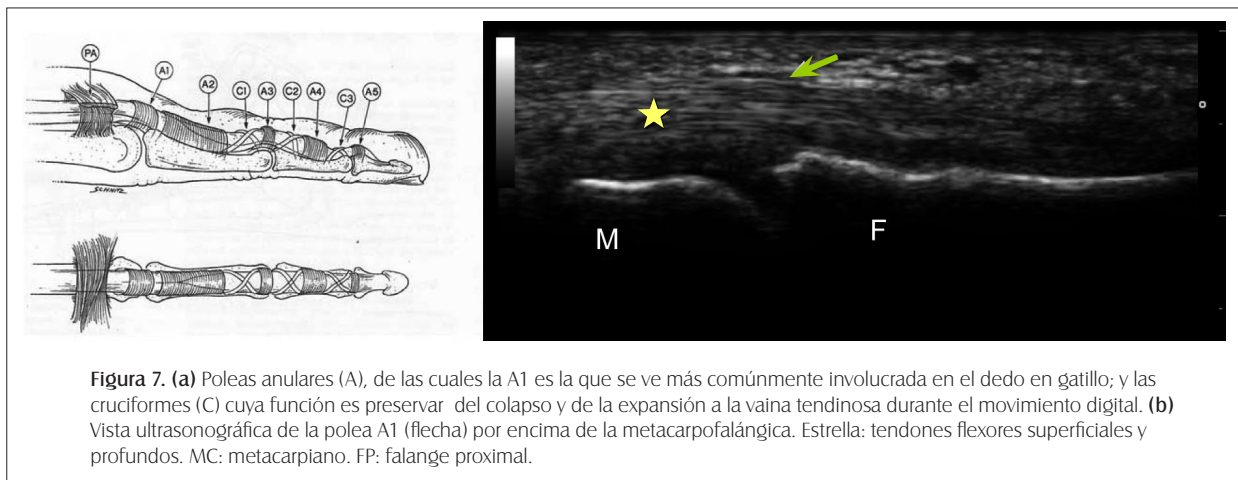 PA
A1
A2
C1
A3
C2
A4
C3
A5
SCHNITZ
M
F
Figura 7. (a) Poleas anulares (A), de las cuales la A1 es la que se ve más comúnmente involucrada en el dedo en gatillo; y las
cruciformes (C) cuya función es preservar del colapso y de la expansión a la vaina tendinosa durante el movimiento digital. (b)
Vista ultrasonográfica de la polea A1 (flecha) por encima de la metacarpofalángica. Estrella: tendones flexores superficiales y
profundos. MC: metacarpiano. FP: falange proximal.